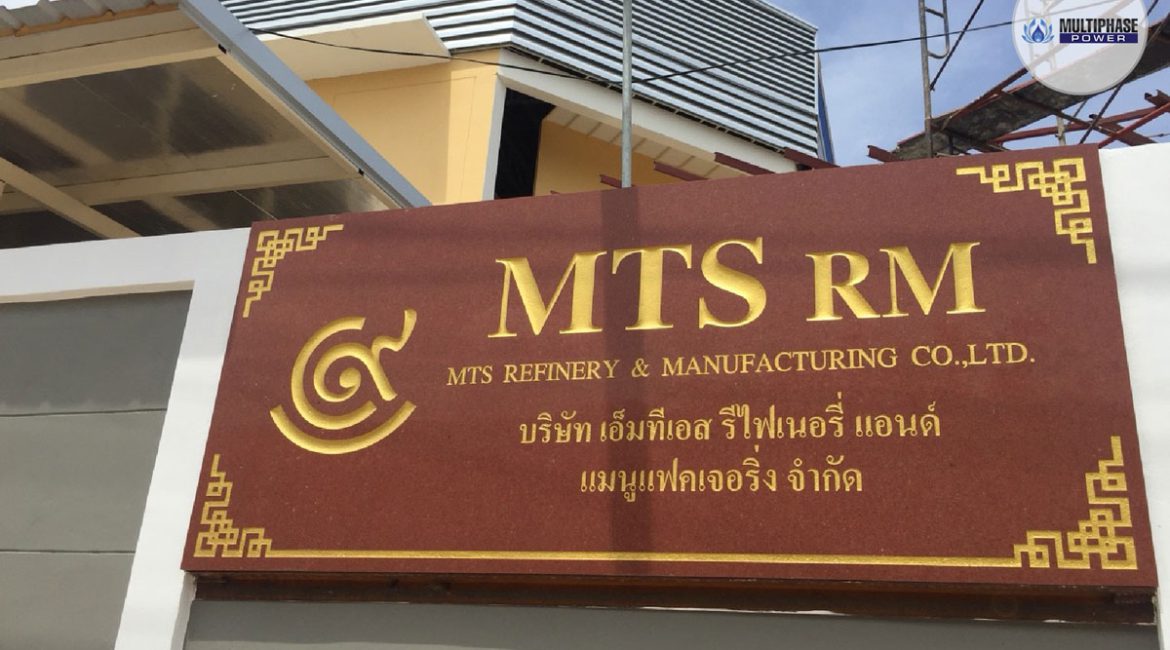 MULTIPHASE
POWER
MTS RM
MTS REFINERY & MANUFACTURING CO.,LTD.
บริษัท เอ็มทีเอส รีไฟเนอรี่ แอนด์
แมนูแฟคเจอริ่ง จำกัด